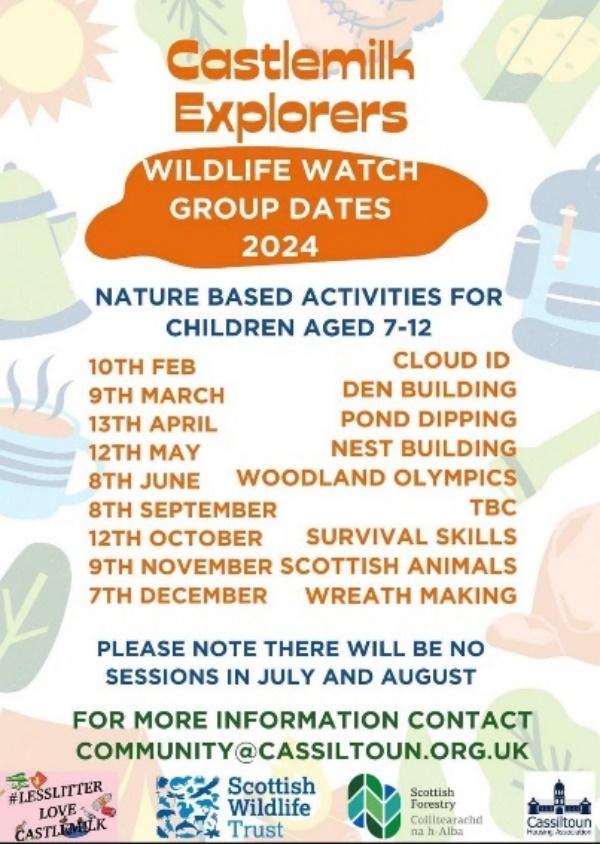 Castlemilk
Explorers
WILDLIFE WATCH
GROUP DATES
2024
NATURE BASED ACTIVITIES FOR
CHILDREN AGED 7-12
10TH FEB CLOUD ID
9TH MARCH DEN BUILDING
13TH APRIL POND DIPPING
12TH MAY NEST BUILDING
8TH JUNE WOODLAND OLYMPICS
8TH SEPTEMBER TBC
12TH OCTOBER SURVIVAL SKILLS
9TH NOVEMBER SCOTTISH ANIMALS
7TH DECEMBER WREATH MAKING
PLEASE NOTE THERE WILL BE NO
SESSIONS IN JULY AND AUGUST
FOR MORE INFORMATION CONTACT
COMMUNITY@CASSILTOUN.ORG.UK
#LESSLITTER
LOVE
CASTLEMILK
Scottish
Wildlife
Trust
Scottish
Forestry
Coilltearachd
na h-Alba
Cassiltoun
Housing Association